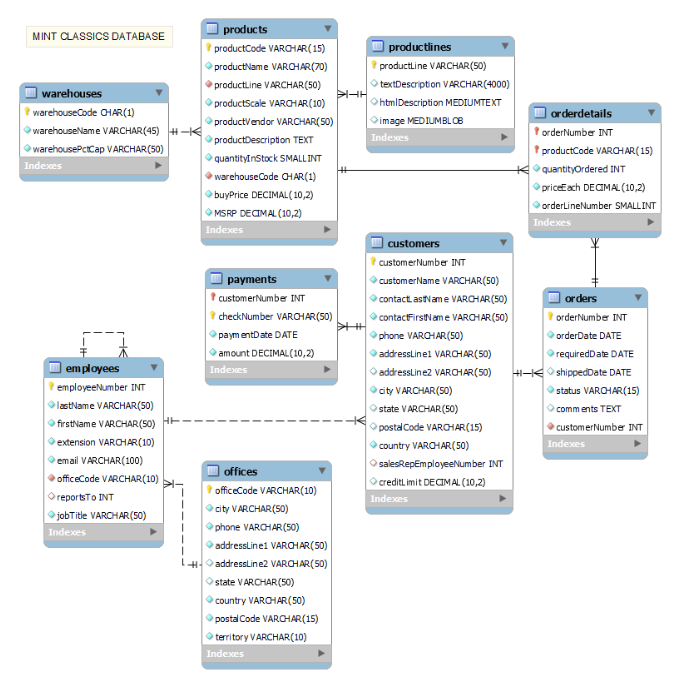 MINT CLASSICS DATABASE
products
productCode VARCHAR(15)
productName VARCHAR(70)
productLine VARCHAR(50)
productScale VARCHAR(10)
productVendor VARCHAR(50)
productDescription TEXT
quantityInStock SMALLINT
warehouseCode CHAR(1)
buyPrice DECIMAL(10,2)
MSRP DECIMAL(10,2)
Indexes
productlines
productLine VARCHAR(50)
textDescription VARCHAR(4000)
htmlDescription MEDIUMTEXT
image MEDIUMBLOB
Indexes
warehouses
warehouseCode CHAR(1)
warehouseName VARCHAR(45)
warehousePctCap VARCHAR(50)
Indexes
orderdetails
orderNumber INT
productCode VARCHAR(15)
quantityOrdered INT
priceEach DECIMAL(10,2)
orderLineNumber SMALLINT
Indexes
customers
customerNumber INT
customerName VARCHAR(50)
contactLastName VARCHAR(50)
contactFirstName VARCHAR(50)
phone VARCHAR(50)
addressLine1 VARCHAR(50)
addressLine2 VARCHAR(50)
city VARCHAR(50)
state VARCHAR(50)
postalCode VARCHAR(15)
country VARCHAR(50)
salesRepEmployeeNumber INT
creditLimit DECIMAL(10,2)
Indexes
payments
customerNumber INT
checkNumber VARCHAR(50)
paymentDate DATE
amount DECIMAL(10,2)
Indexes
orders
orderNumber INT
orderDate DATE
requiredDate DATE
shippedDate DATE
status VARCHAR(15)
comments TEXT
customerNumber INT
Indexes
employees
employeeNumber INT
lastName VARCHAR(50)
firstName VARCHAR(50)
extension VARCHAR(10)
email VARCHAR(100)
officeCode VARCHAR(10)
reportsTo INT
jobTitle VARCHAR(50)
Indexes
offices
officeCode VARCHAR(10)
city VARCHAR(50)
phone VARCHAR(50)
addressLine1 VARCHAR(50)
addressLine2 VARCHAR(50)
state VARCHAR(50)
country VARCHAR(50)
postalCode VARCHAR(15)
territory VARCHAR(10)
Indexes